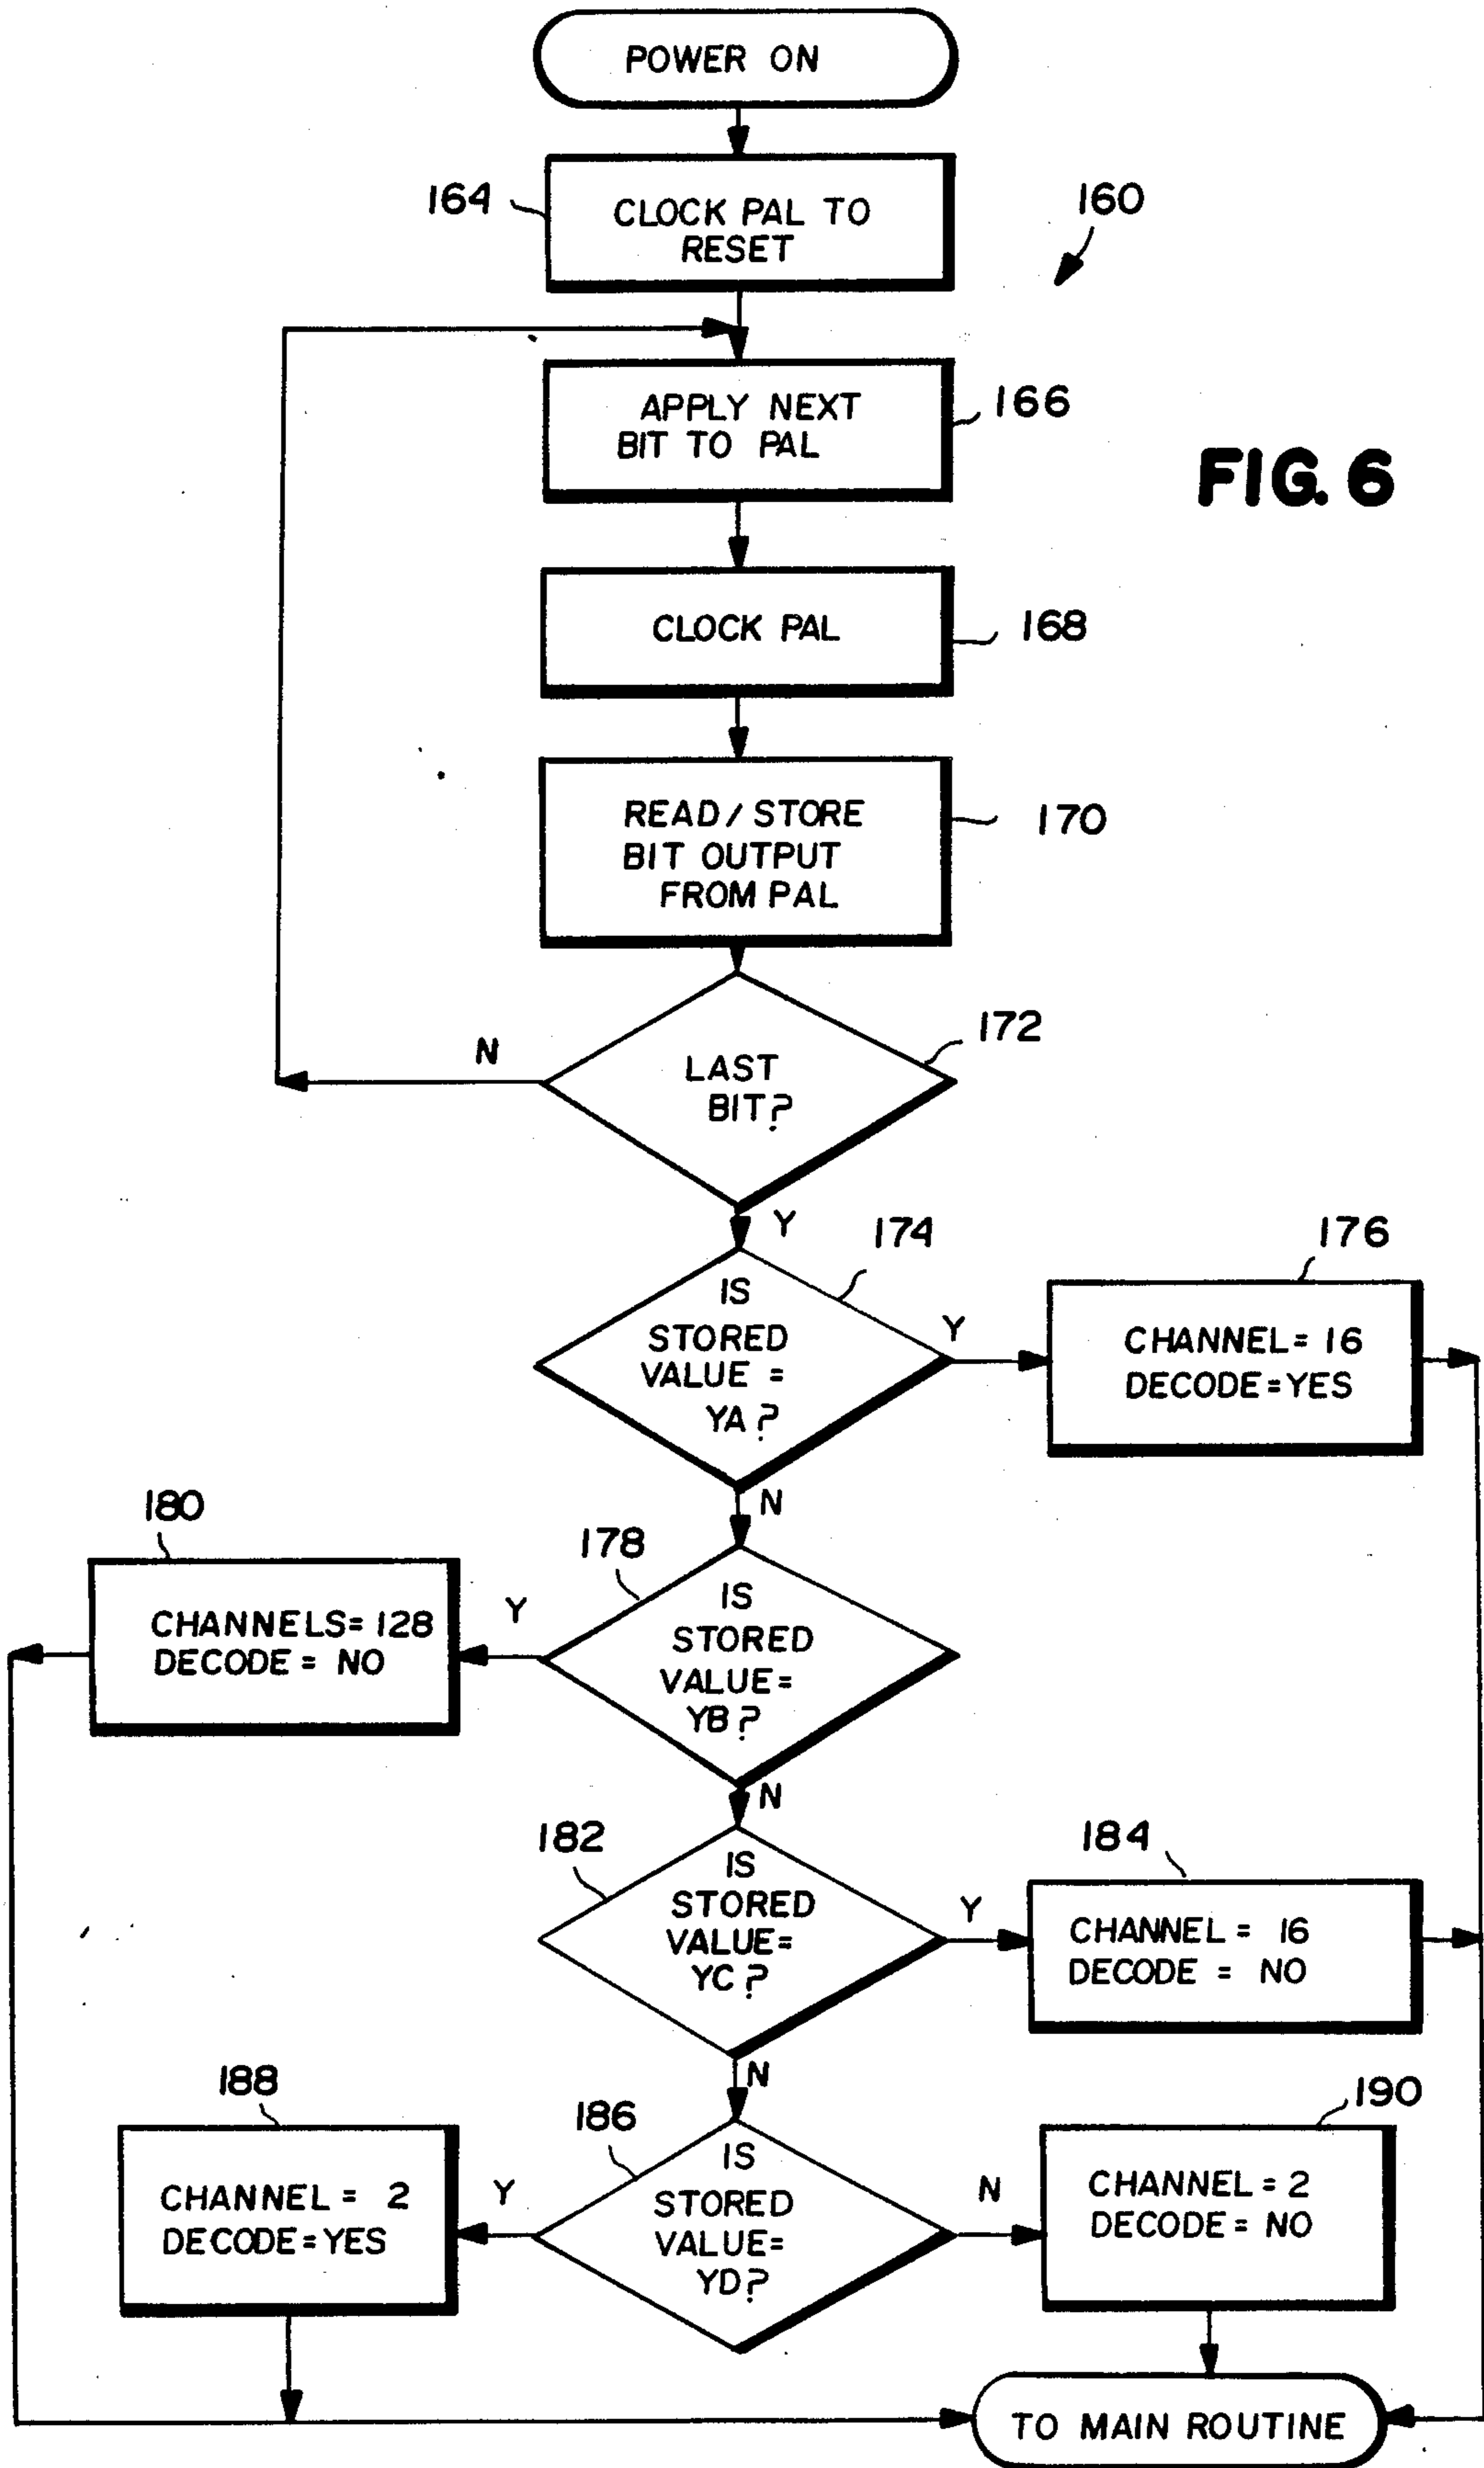 POWER ON
164
CLOCK PAL TO
RESET
160
APPLY NEXT
BIT TO PAL
166
FIG. 6
CLOCK PAL
168
READ / STORE
BIT OUTPUT
FROM PAL
170
172
N
LAST
BIT?
Y
174
176
IS
STORED
VALUE =
YA?
Y
CHANNEL = 16
DECODE = YES
N
180
178
CHANNELS = 128
DECODE = NO
Y
IS
STORED
VALUE =
YB?
N
182
184
IS
STORED
VALUE =
YC?
Y
CHANNEL = 16
DECODE = NO
N
188
186
190
CHANNEL = 2
DECODE = YES
Y
IS
STORED
VALUE =
YD?
N
CHANNEL = 2
DECODE = NO
TO MAIN ROUTINE